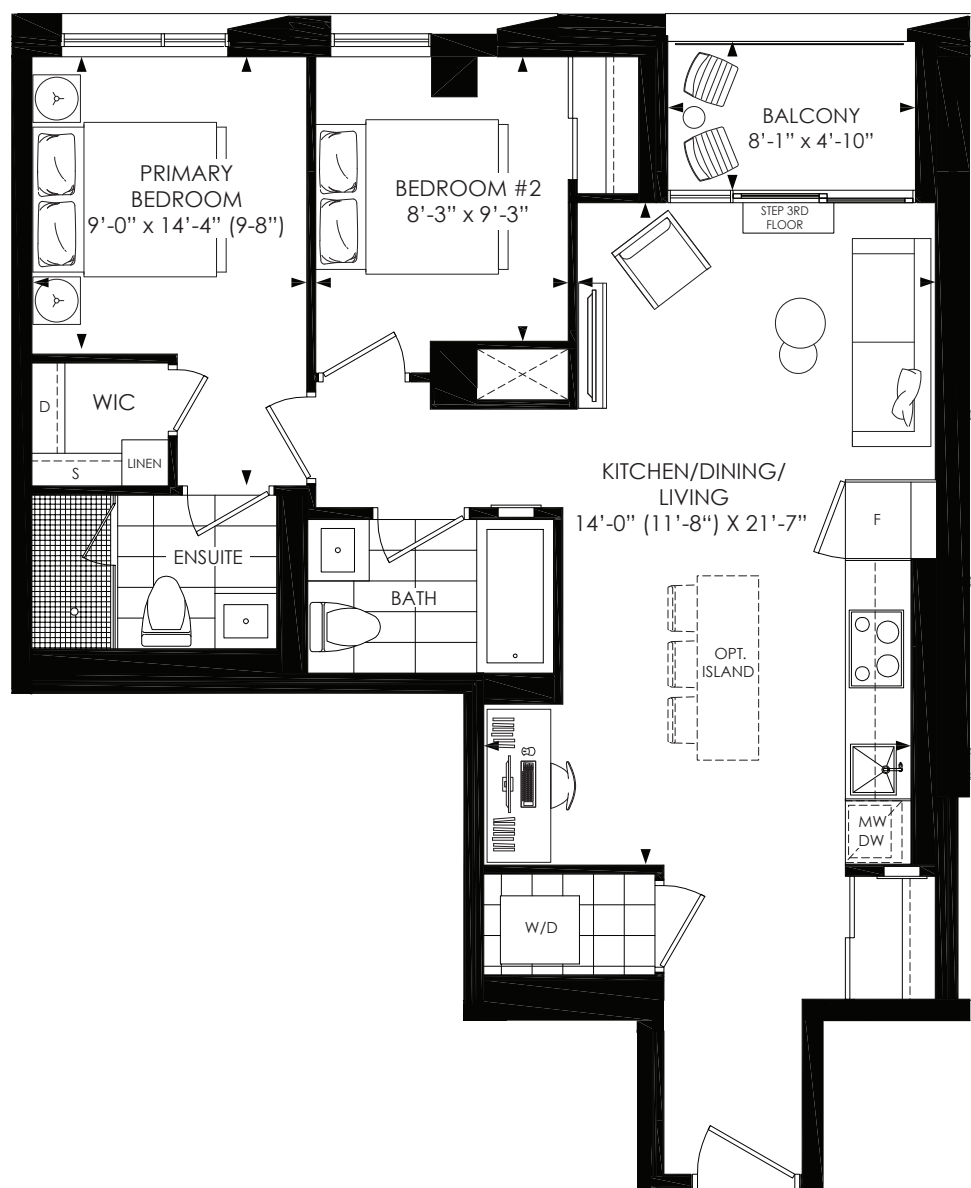 BALCONY
8’-1” x 4’-10”
PRIMARY
BEDROOM
9’-0” x 14’-4” (9-8”)
BEDROOM #2
8’-3” x 9’-3”
STEP 3RD
FLOOR
D
WIC
S
LINEN
KITCHEN/DINING/
LIVING
14’-0” (11’-8“) X 21’-7”
F
ENSUITE
BATH
OPT.
ISLAND
MW
DW
W/D